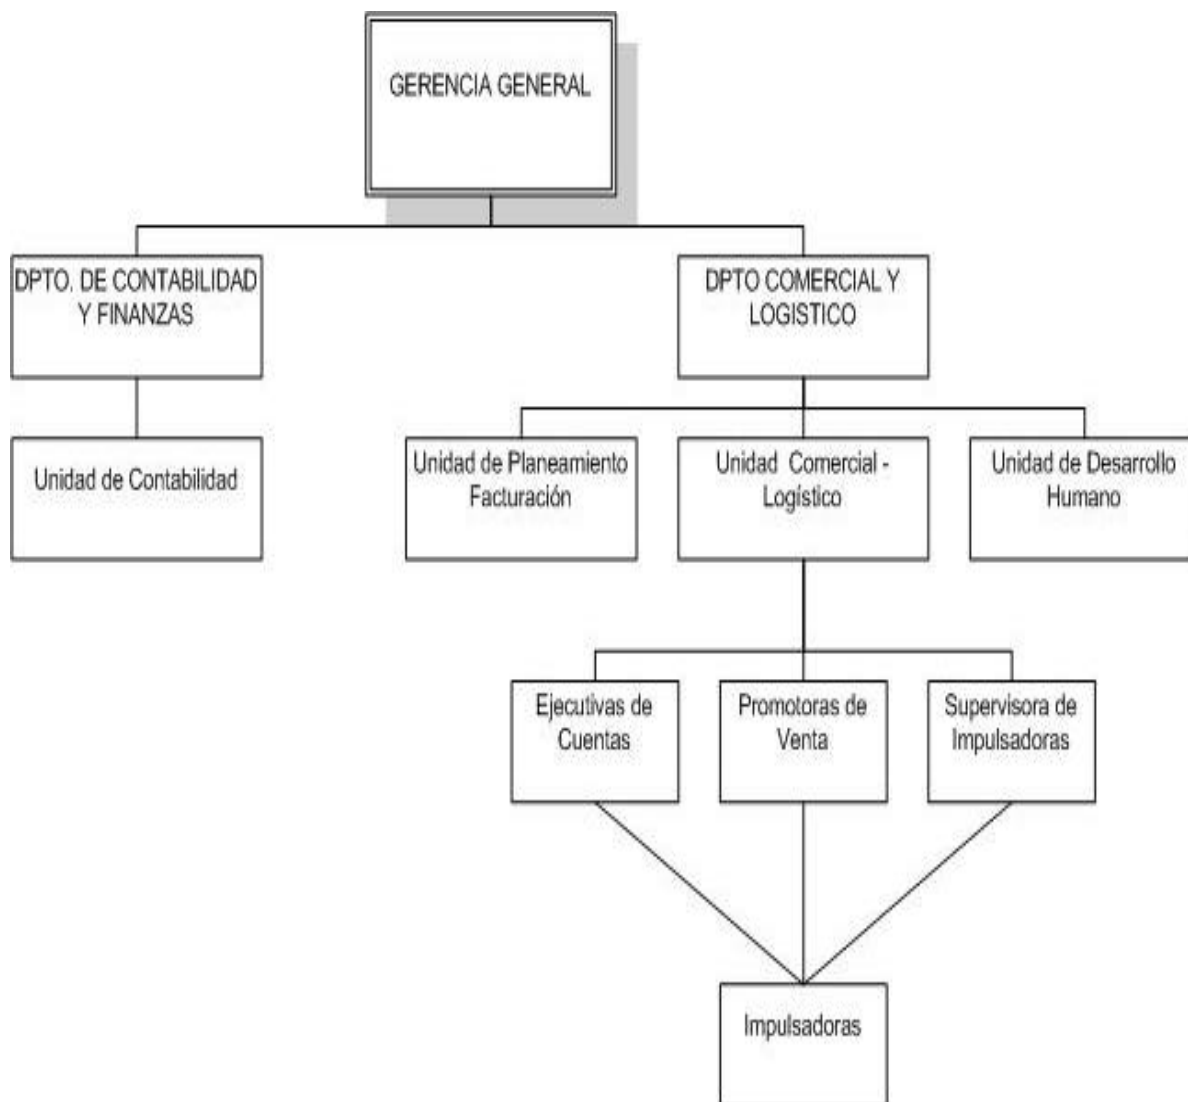 GERENCIA GENERAL
DPTO. DE CONTABILIDAD
Y FINANZAS
DPTO COMERCIAL Y
LOGISTICO
Unidad de Contabilidad
Unidad de Planeamiento
Facturación
Unidad Comercial -
Logístico
Unidad de Desarrollo
Humano
Ejecutivas de
Cuentas
Promotoras de
Venta
Supervisora de
Impulsadoras
Impulsadoras